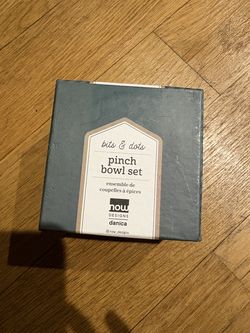 bits & dots
pinch
bowl set
ensemble de
coupelles à épices
now
DESIGNS
danica
@now_designs